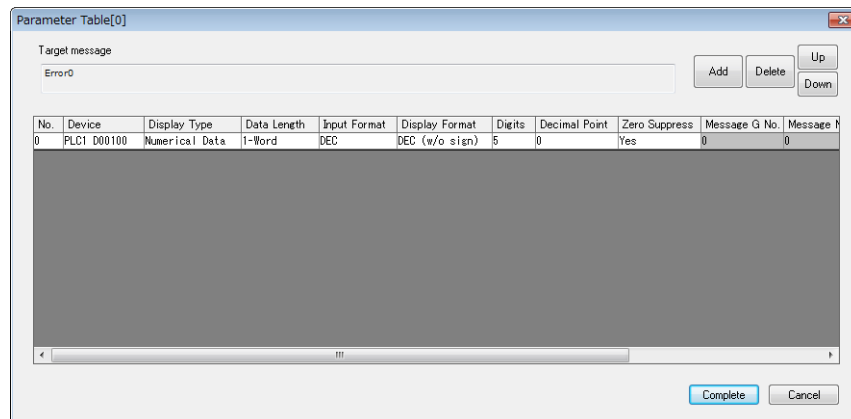 Parameter Table[0]
Target message
Error0
Add Delete Up Down
No. Device Display Type Data Length Input Format Display Format Digits Decimal Point Zero Suppress Message G No. Message N
0 PLC1 D00100 Numerical Data 1-Word DEC DEC (w/o sign) 5 0 Yes 0 0
Complete Cancel